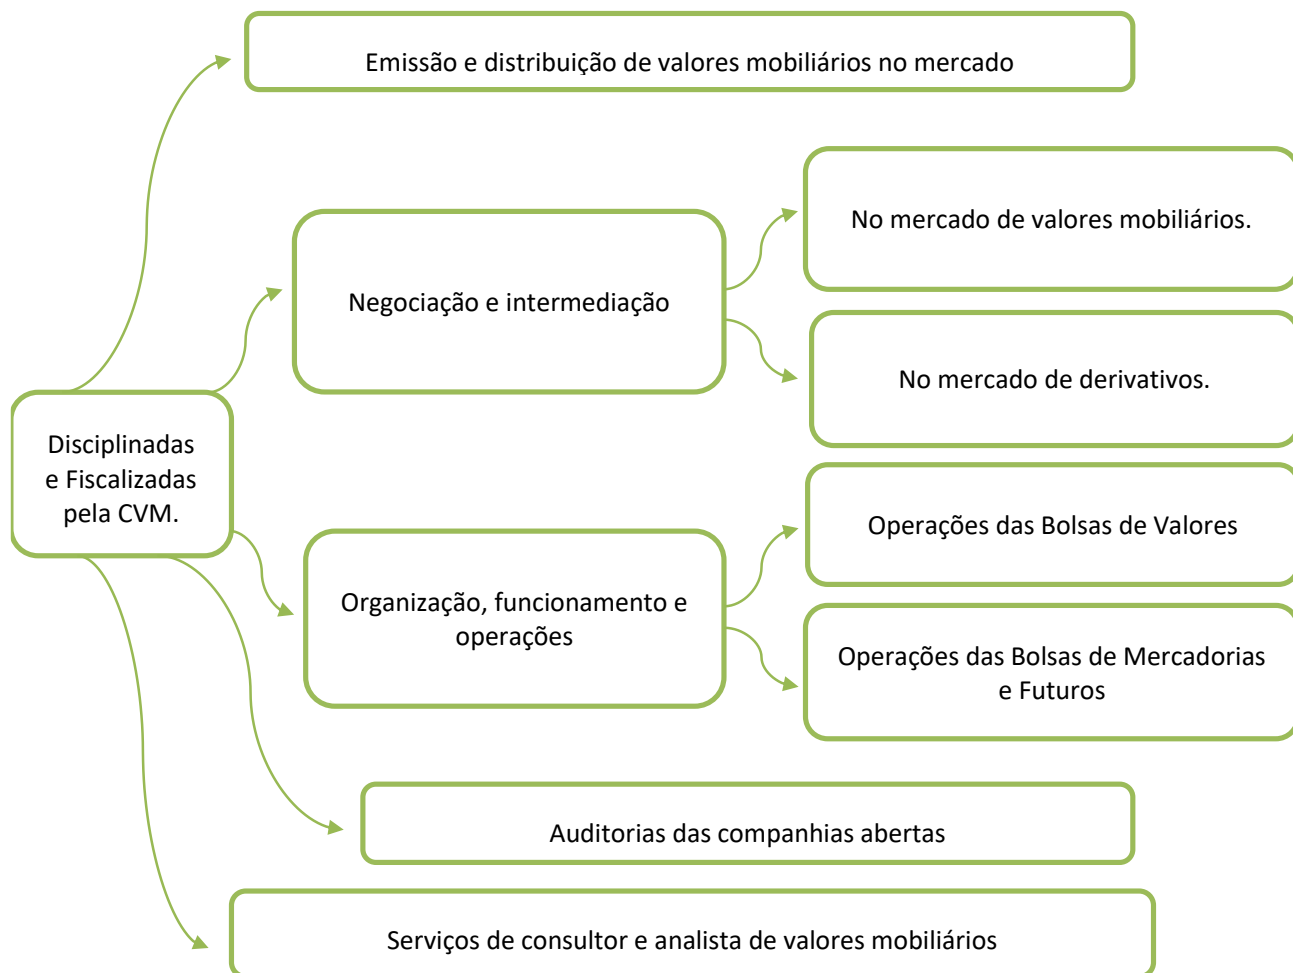 Emissão e distribuição de valores mobiliários no mercado
No mercado de valores mobiliários.
Negociação e intermediação
No mercado de derivativos.
Disciplinadas
e Fiscalizadas
pela CVM.
Operações das Bolsas de Valores
Organização, funcionamento e
operações
Operações das Bolsas de Mercadorias
e Futuros
Auditorias das companhias abertas
Serviços de consultor e analista de valores mobiliários